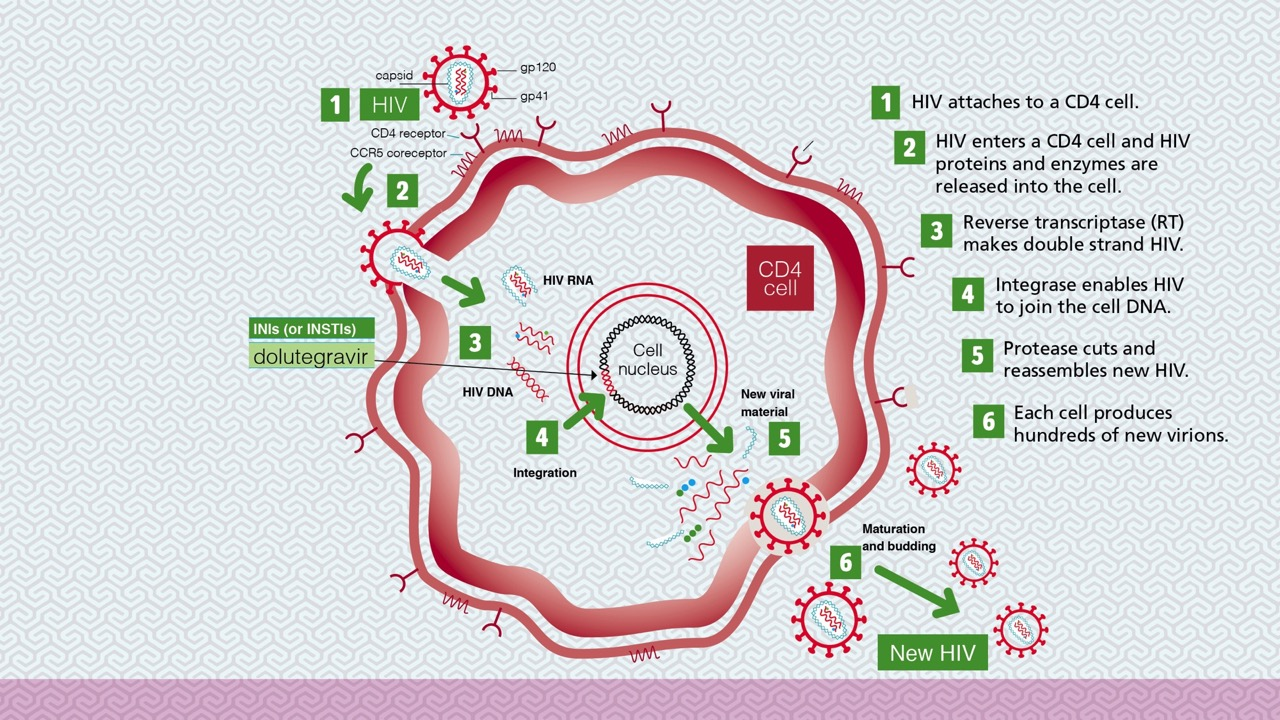 capsid
gp120
gp41
1 HIV
CD4 receptor
CCR5 coreceptor
2
HIV RNA
3
INIs (or INSTIs)
dolutegravir
HIV DNA
Cell
nucleus
CD4
cell
4
Integration
New viral
material
5
Maturation
and budding
6
New HIV
1 HIV attaches to a CD4 cell.
2 HIV enters a CD4 cell and HIV
proteins and enzymes are
released into the cell.
3 Reverse transcriptase (RT)
makes double strand HIV.
4 Integrase enables HIV
to join the cell DNA.
5 Protease cuts and
reassembles new HIV.
6 Each cell produces
hundreds of new virions.